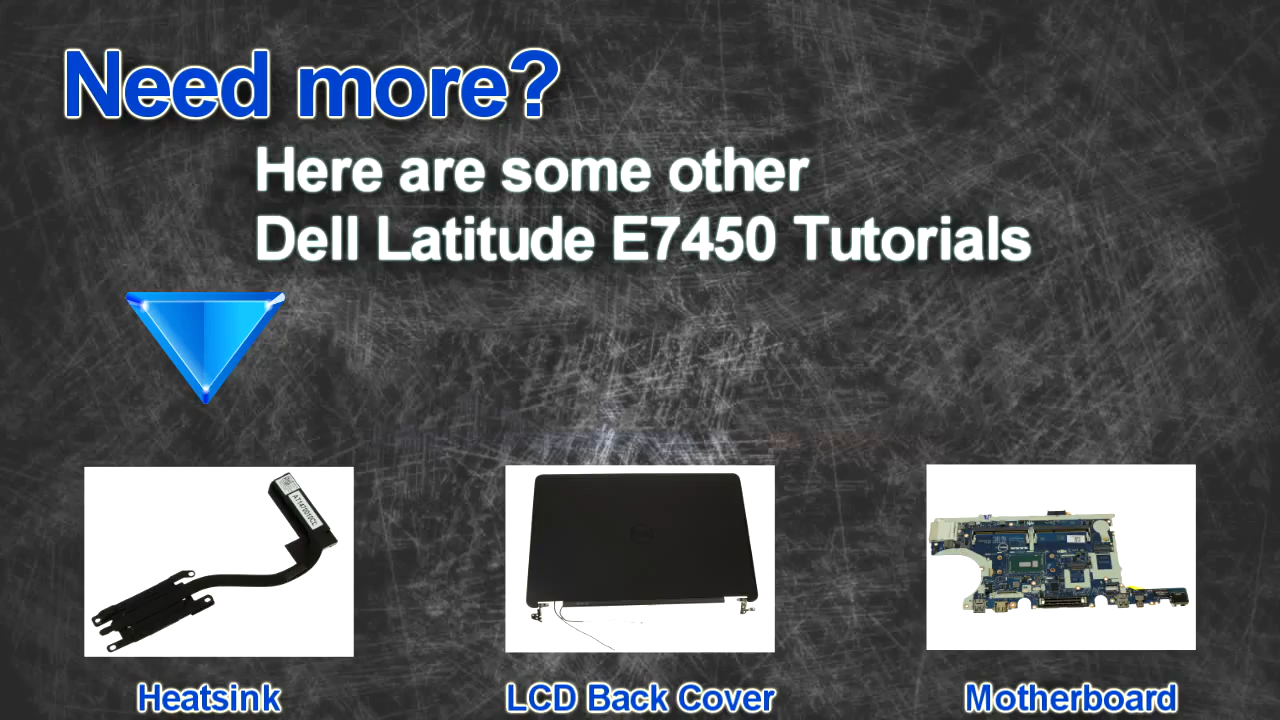 Need more?
Here are some other
Dell Latitude E7450 Tutorials
Heatsink
LCD Back Cover
Motherboard